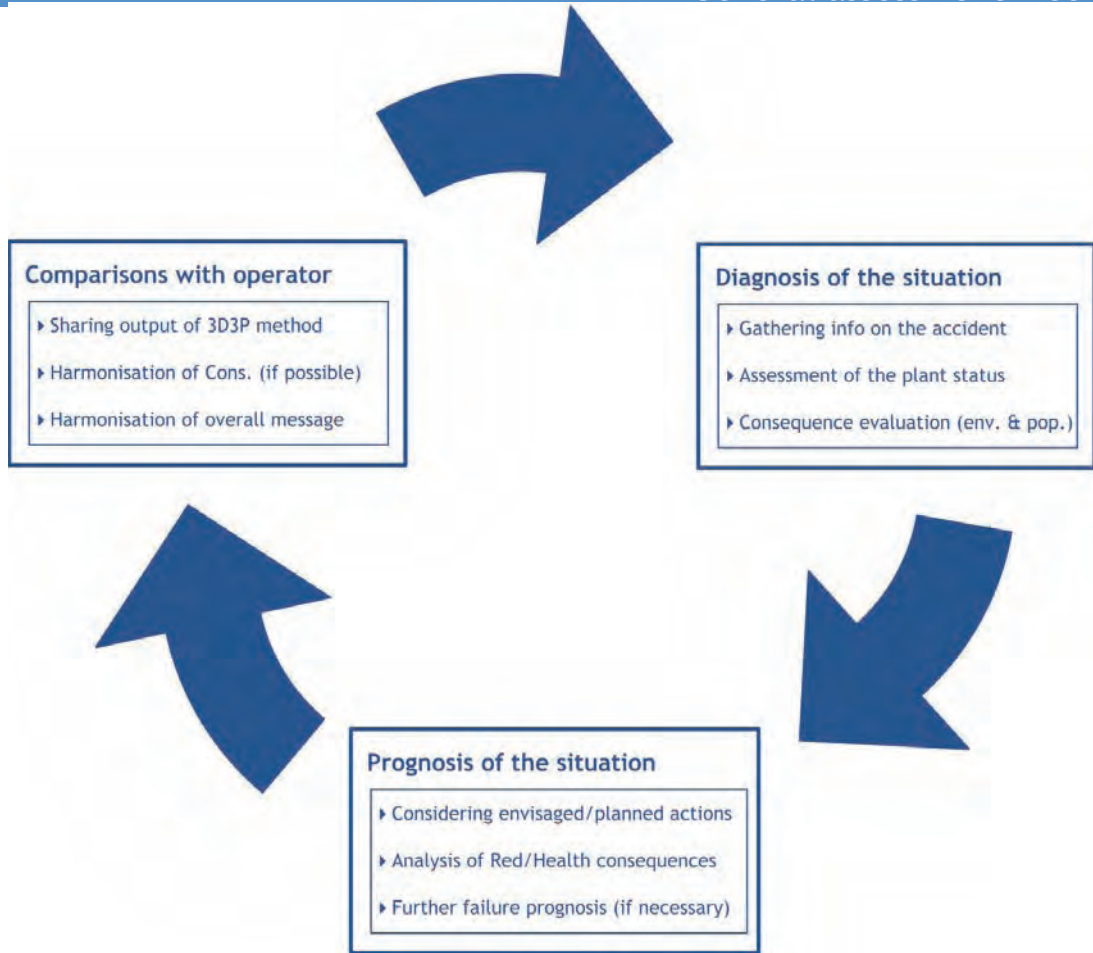 Comparisons with operator
Sharing output of 3D3P method
Harmonisation of Cons. (if possible)
Harmonisation of overall message
Diagnosis of the situation
Gathering info on the accident
Assessment of the plant status
Consequence evaluation (env. & pop.)
Prognosis of the situation
Considering envisaged/planned actions
Analysis of Red/Health consequences
Further failure prognosis (if necessary)